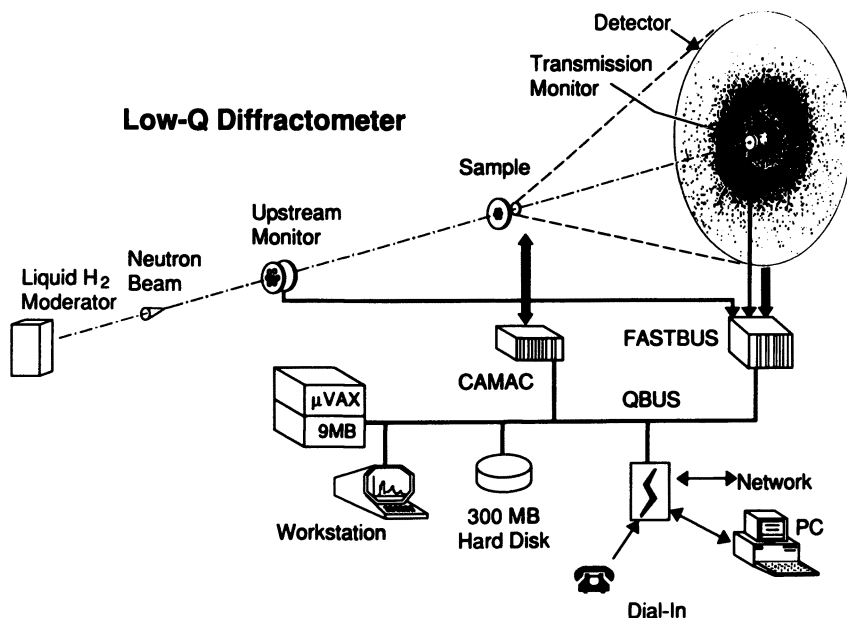 Detector
Transmission
Monitor
Low-Q Diffractometer
Sample
Upstream
Monitor
Neutron
Beam
Liquid H₂
Moderator
FASTBUS
CAMAC
QBUS
μVAX
9MB
Network
Workstation
300 MB
Hard Disk
PC
Dial-In